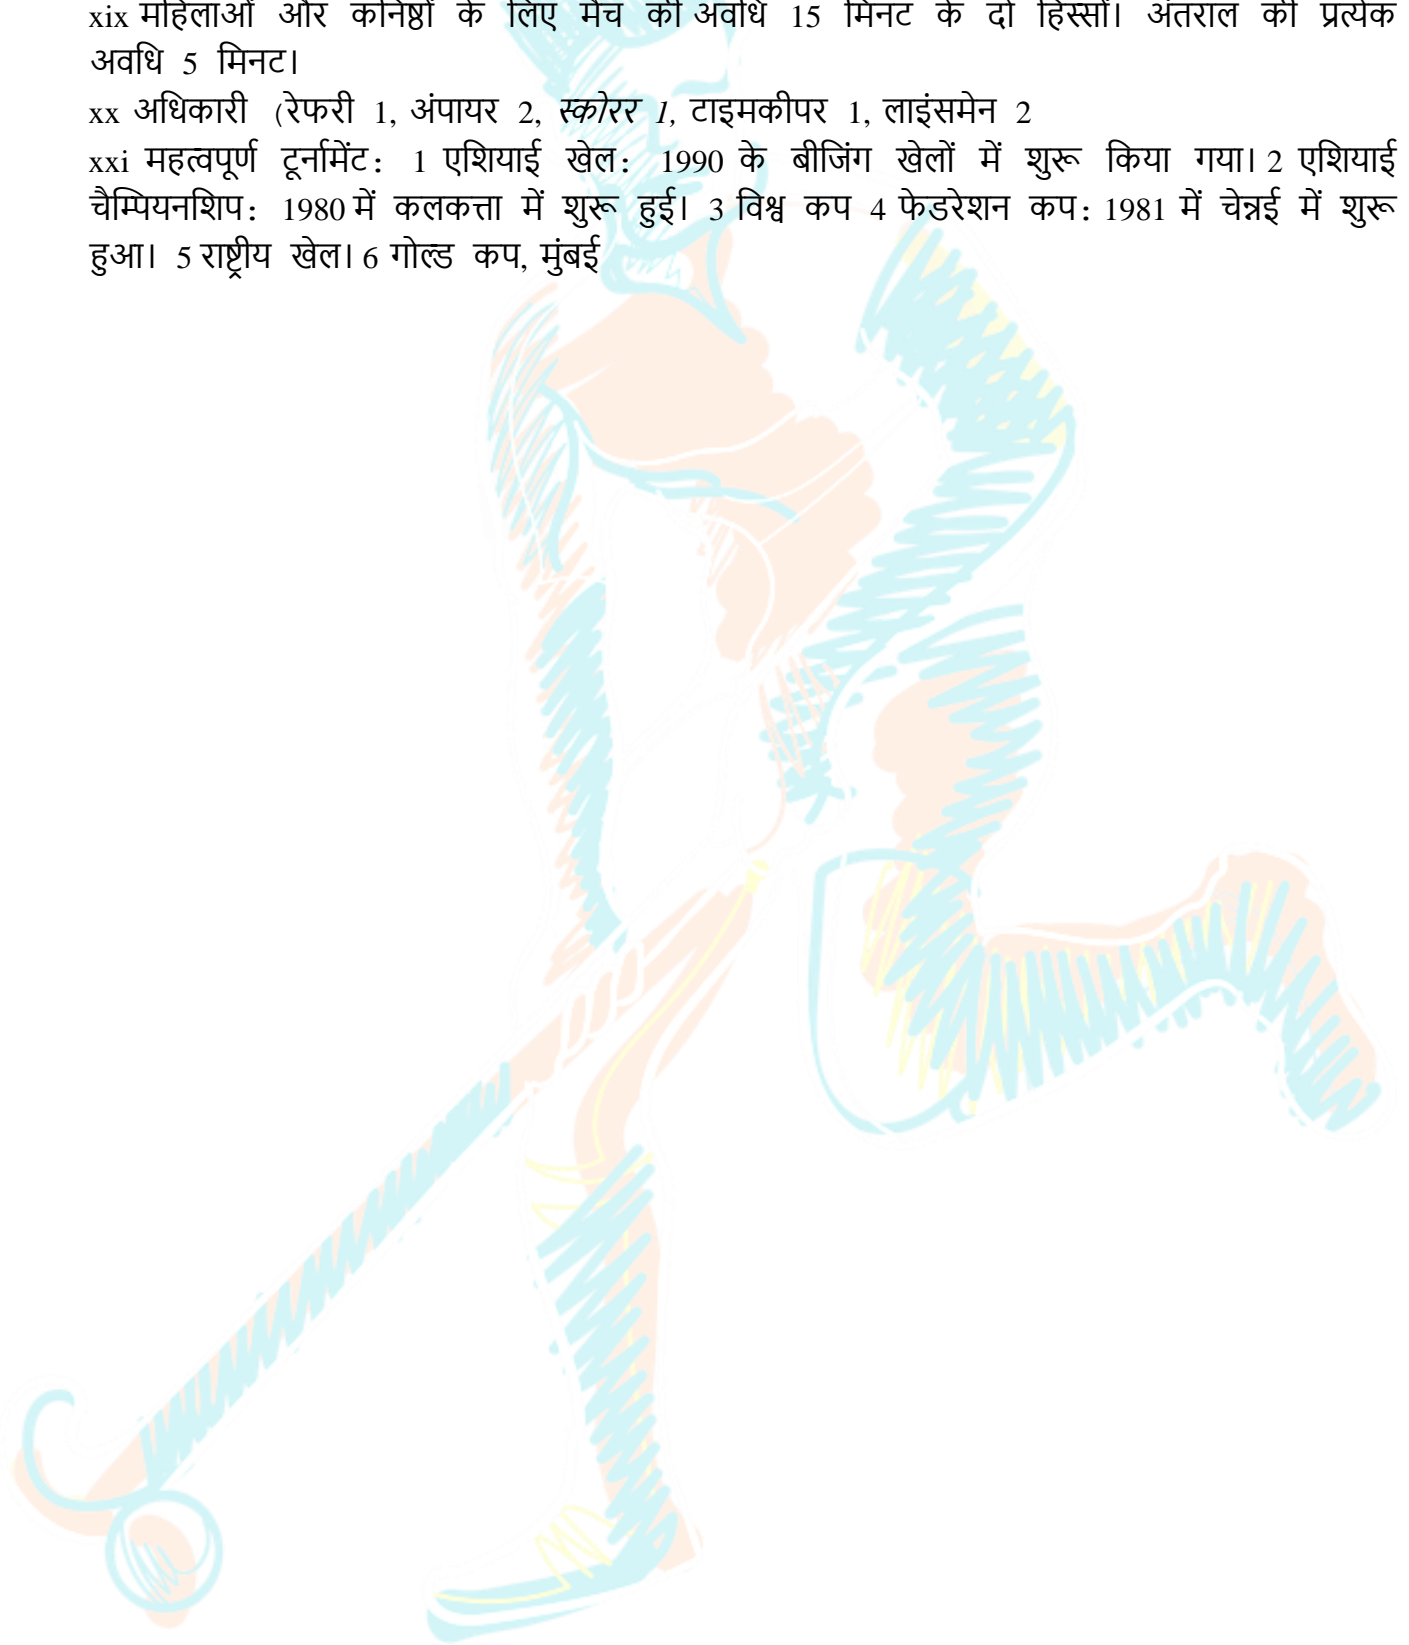 xix महिलाओं और कनिष्ठों के लिए मैच की अवधि 15 मिनट के दो हिस्सों। अंतराल की प्रत्येक
अवधि 5 मिनट।
xx अधिकारी (रेफरी 1, अंपायर 2, स्कोरर 1, टाइमकीपर 1, लाइंसमेन 2
xxi महत्वपूर्ण टूर्नामेंट: 1 एशियाई खेल: 1990 के बीजिंग खेलों में शुरू किया गया। 2 एशियाई
चैम्पियनशिप: 1980 में कलकत्ता में शुरू हुई। 3 विश्व कप 4 फेडरेशन कप: 1981 में चेन्नई में शुरू
हुआ। 5 राष्ट्रीय खेल। 6 गोल्ड कप, मुंबई